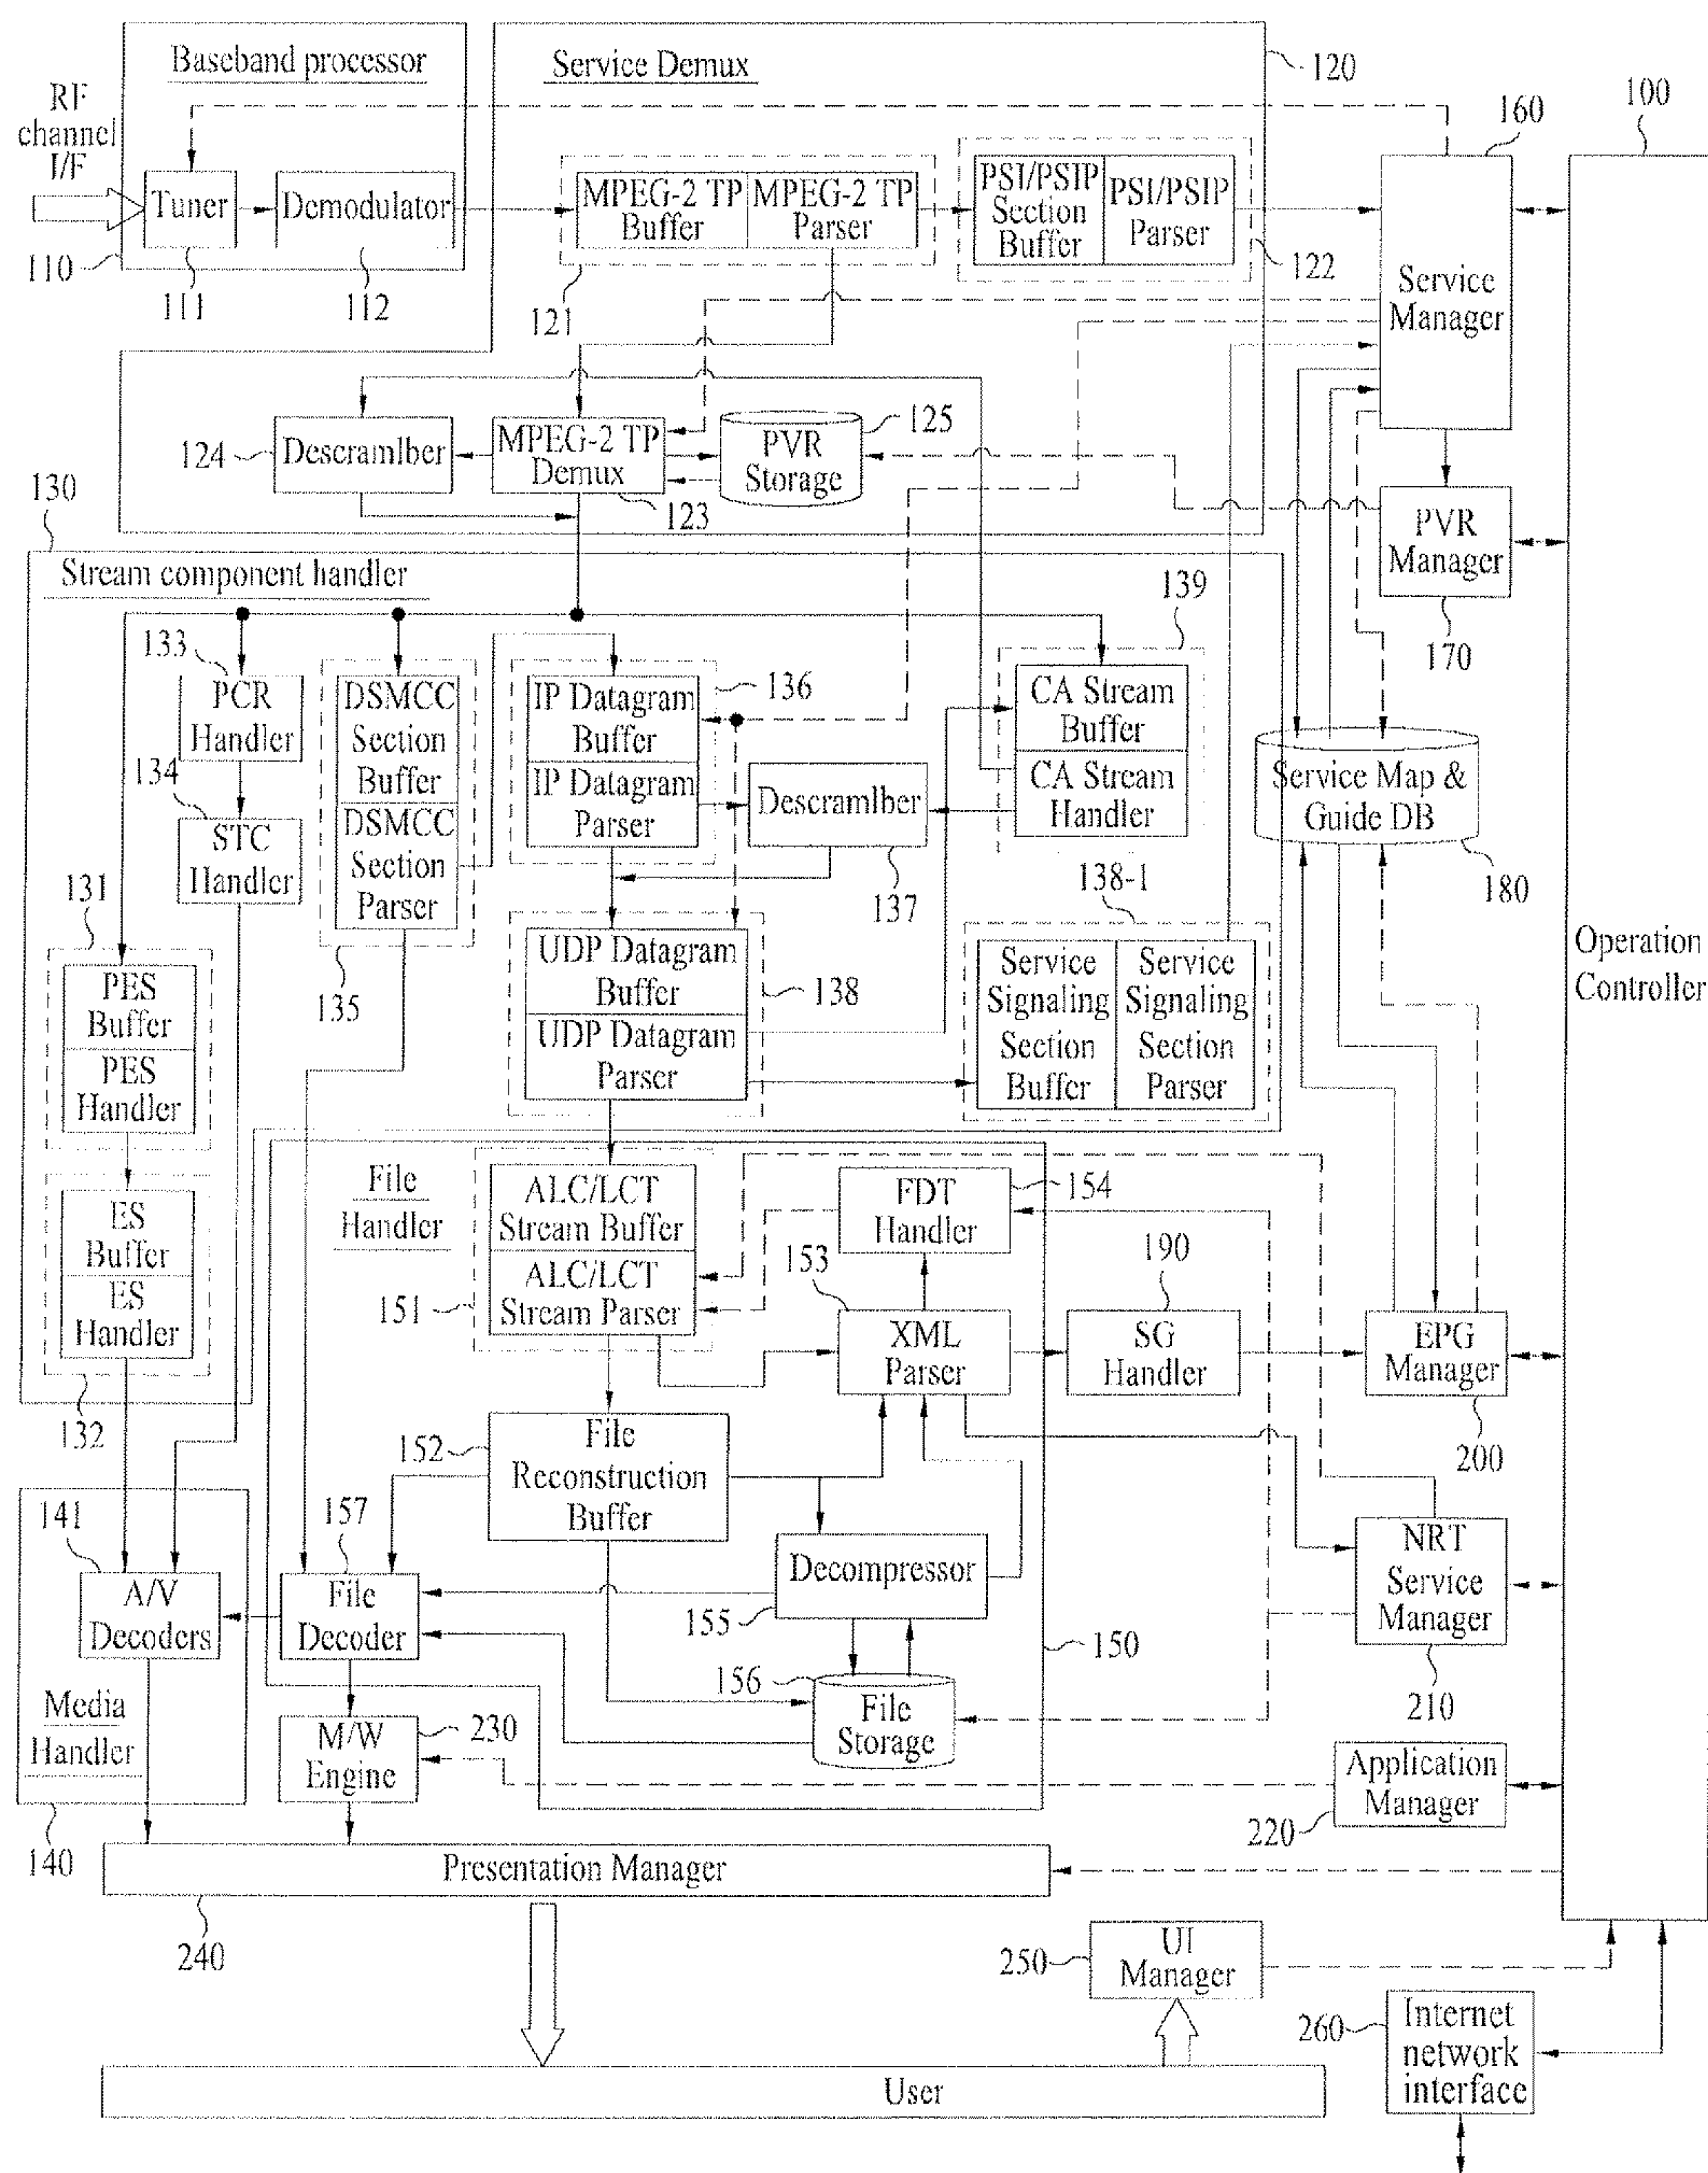 Baseband processor
Service Demux
120
RF
channel
I/F
160
100
Tuner
Demodulator
MPEG-2 TP
Buffer
MPEG-2 TP
Parser
PSI/PSIP
Section
Buffer
PSI/PSIP
Parser
110
111
112
121
122
Service
Manager
124
Descramlber
MPEG-2 TP
Demux
123
PVR
Storage
125
130
Stream component handler
PVR
Manager
170
139
133
PCR
Handler
134
STC
Handler
DSMCC
Section
Buffer
DSMCC
Section
Parser
135
IP Datagram
Buffer
IP Datagram
Parser
136
Descramlber
137
CA Stream
Buffer
CA Stream
Handler
Service Map &
Guide DB
180
138-1
131
PES
Buffer
PES
Handler
UDP Datagram
Buffer
UDP Datagram
Parser
138
Service
Signaling
Section
Buffer
Service
Signaling
Section
Parser
Operation
Controller
ES
Buffer
ES
Handler
132
File
Handler
ALC/LCT
Stream Buffer
ALC/LCT
Stream Parser
151
FDT
Handler
154
153
XML
Parser
190
SG
Handler
EPG
Manager
200
152
File
Reconstruction
Buffer
141
A/V
Decoders
157
File
Decoder
Decompressor
155
150
NRT
Service
Manager
210
156
File
Storage
Media
Handler
140
M/W
Engine
230
Application
Manager
220
Presentation Manager
240
250
UI
Manager
260
Internet
network
interface
User